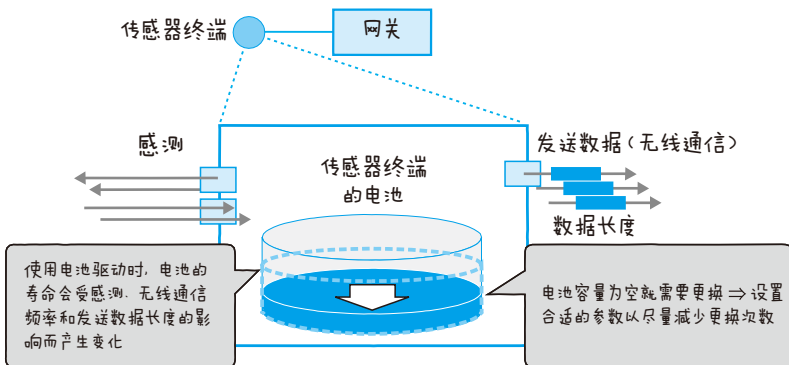 传感器终端
网关
感测
发送数据(无线通信)
传感器终端
的电池
数据长度
使用电池驱动时,电池的
寿命会受感测、无线通信
频率和发送数据长度的影
响而产生变化
电池容量为空就需要更换 ⇒ 设置
合适的参数以尽量减少更换次数